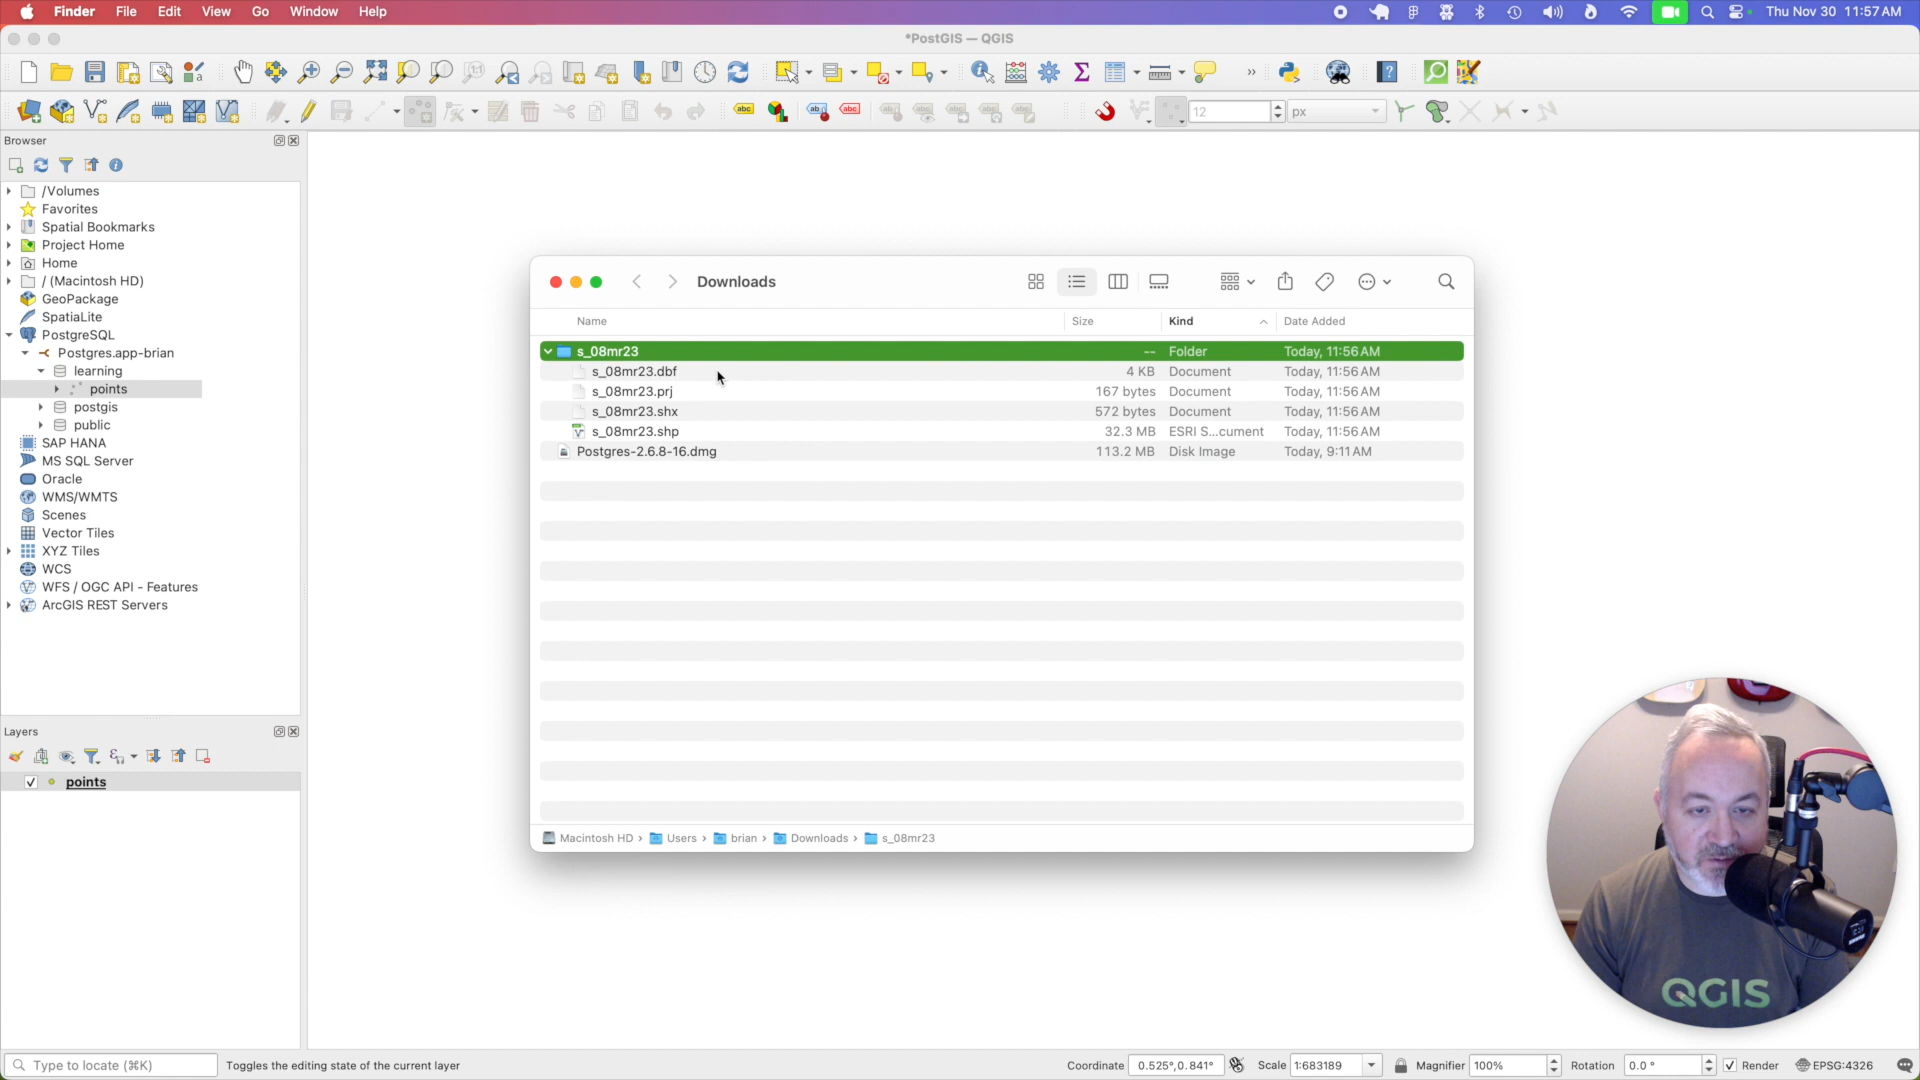 Finder File Edit View Go Window Help Thu Nov 30 11:57 AM
*PostGIS — QGIS
12 px
Browser
/Volumes
Favorites
Spatial Bookmarks
Project Home
Home
/ (Macintosh HD)
GeoPackage
SpatiaLite
PostgreSQL
Postgres.app-brian
learning
points
postgis
public
SAP HANA
MS SQL Server
Oracle
WMS/WMTS
Scenes
Vector Tiles
XYZ Tiles
WCS
WFS / OGC API - Features
ArcGIS REST Servers
Layers
points
Downloads
Name Size Kind Date Added
s_08mr23 -- Folder Today, 11:56 AM
s_08mr23.dbf 4 KB Document Today, 11:56 AM
s_08mr23.prj 167 bytes Document Today, 11:56 AM
s_08mr23.shx 572 bytes Document Today, 11:56 AM
s_08mr23.shp 32.3 MB ESRI S...cument Today, 11:56 AM
Postgres-2.6.8-16.dmg 113.2 MB Disk Image Today, 9:11 AM
Macintosh HD › Users › brian › Downloads › s_08mr23
QGIS
Type to locate (⌘K) Toggles the editing state of the current layer Coordinate 0.525°,0.841° Scale 1:683189 Magnifier 100% Rotation 0.0 ° Render EPSG:4326